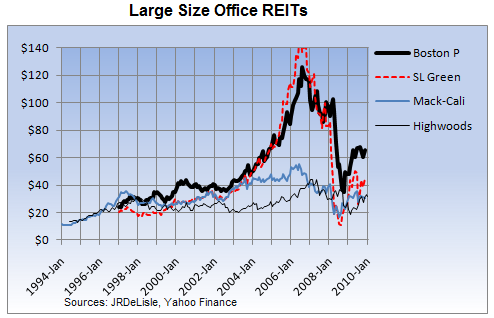 Large Size Office REITs
$140
$120
$100
$80
$60
$40
$20
$0
1994-Jan
1996-Jan
1998-Jan
2000-Jan
2002-Jan
2004-Jan
2006-Jan
2008-Jan
2010-Jan
Boston P
SL Green
Mack-Cali
Highwoods
Sources: JRDeLisle, Yahoo Finance